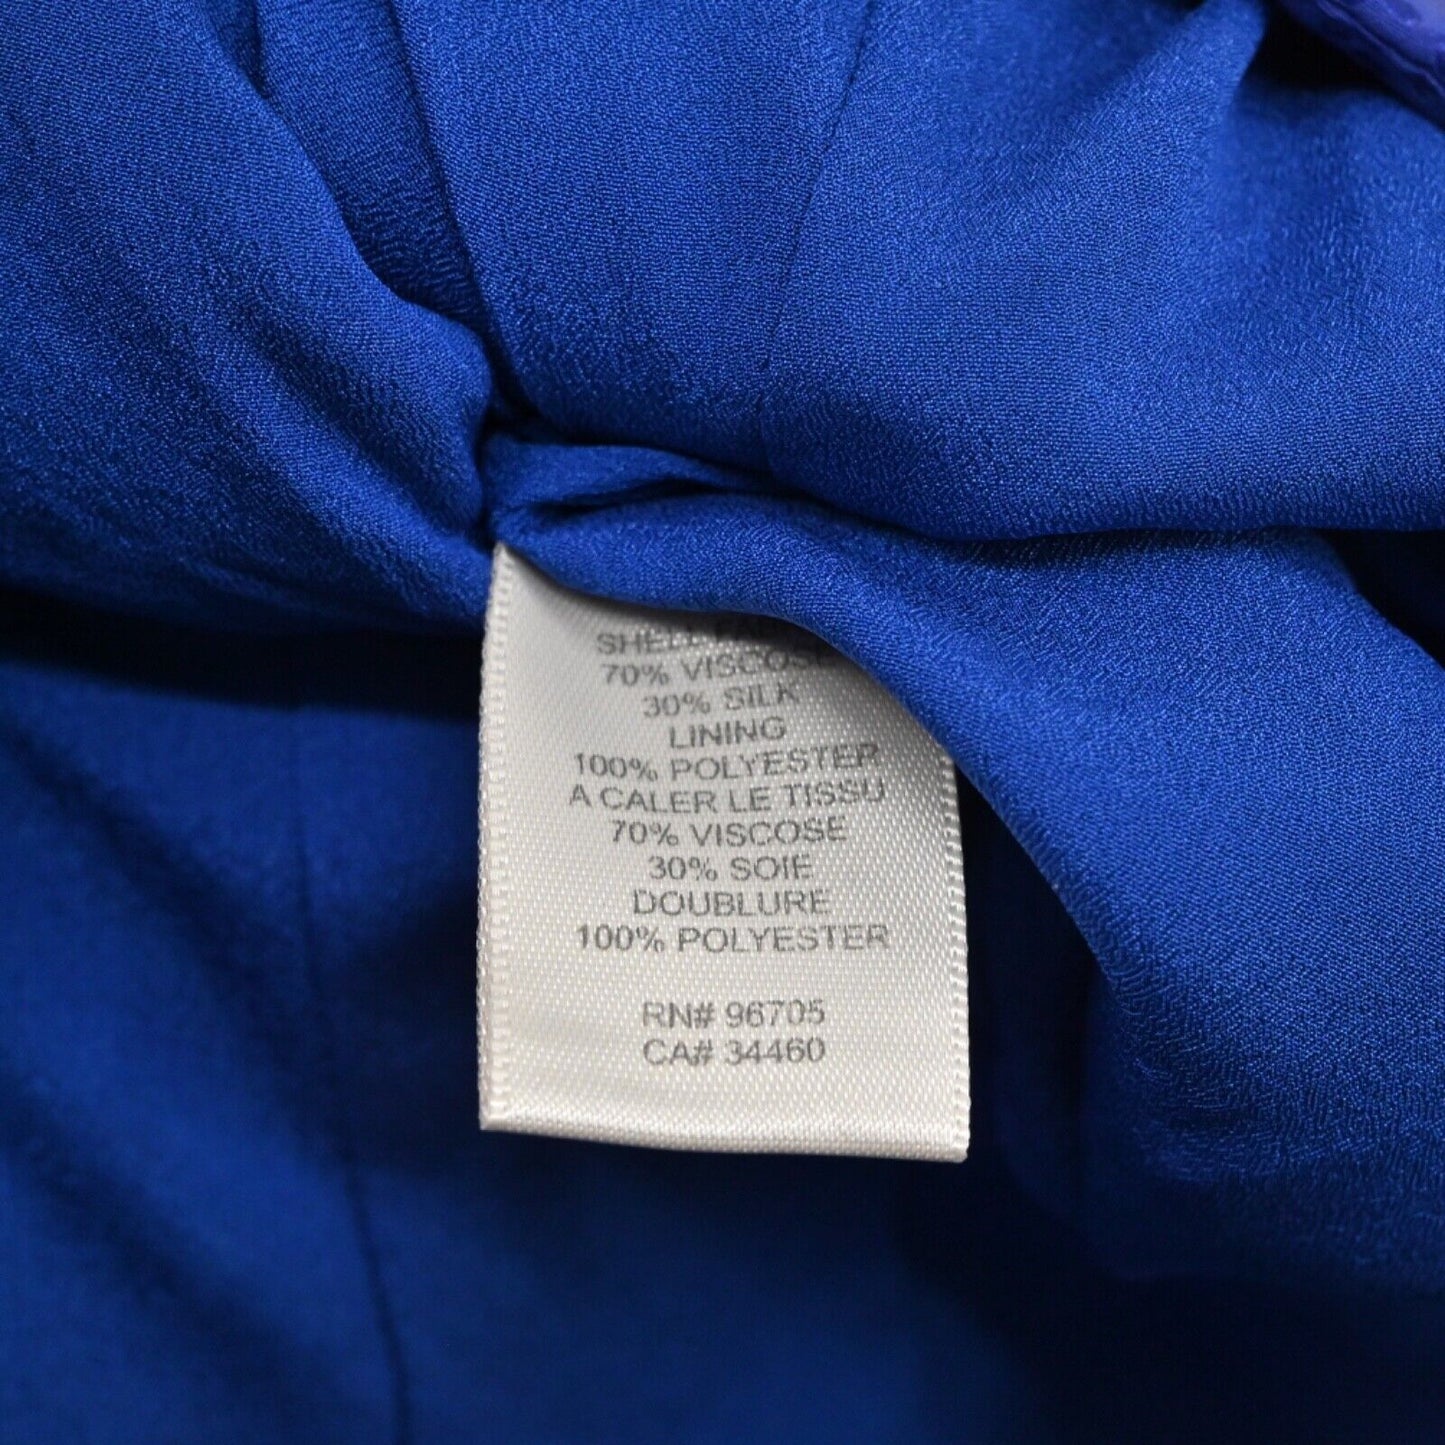 SHELL
70% VISCOSE
30% SILK
LINING
100% POLYESTER
A CALER LE TISSU
70% VISCOSE
30% SOIE
DOUBLURE
100% POLYESTER
RN# 96705
CA# 34460